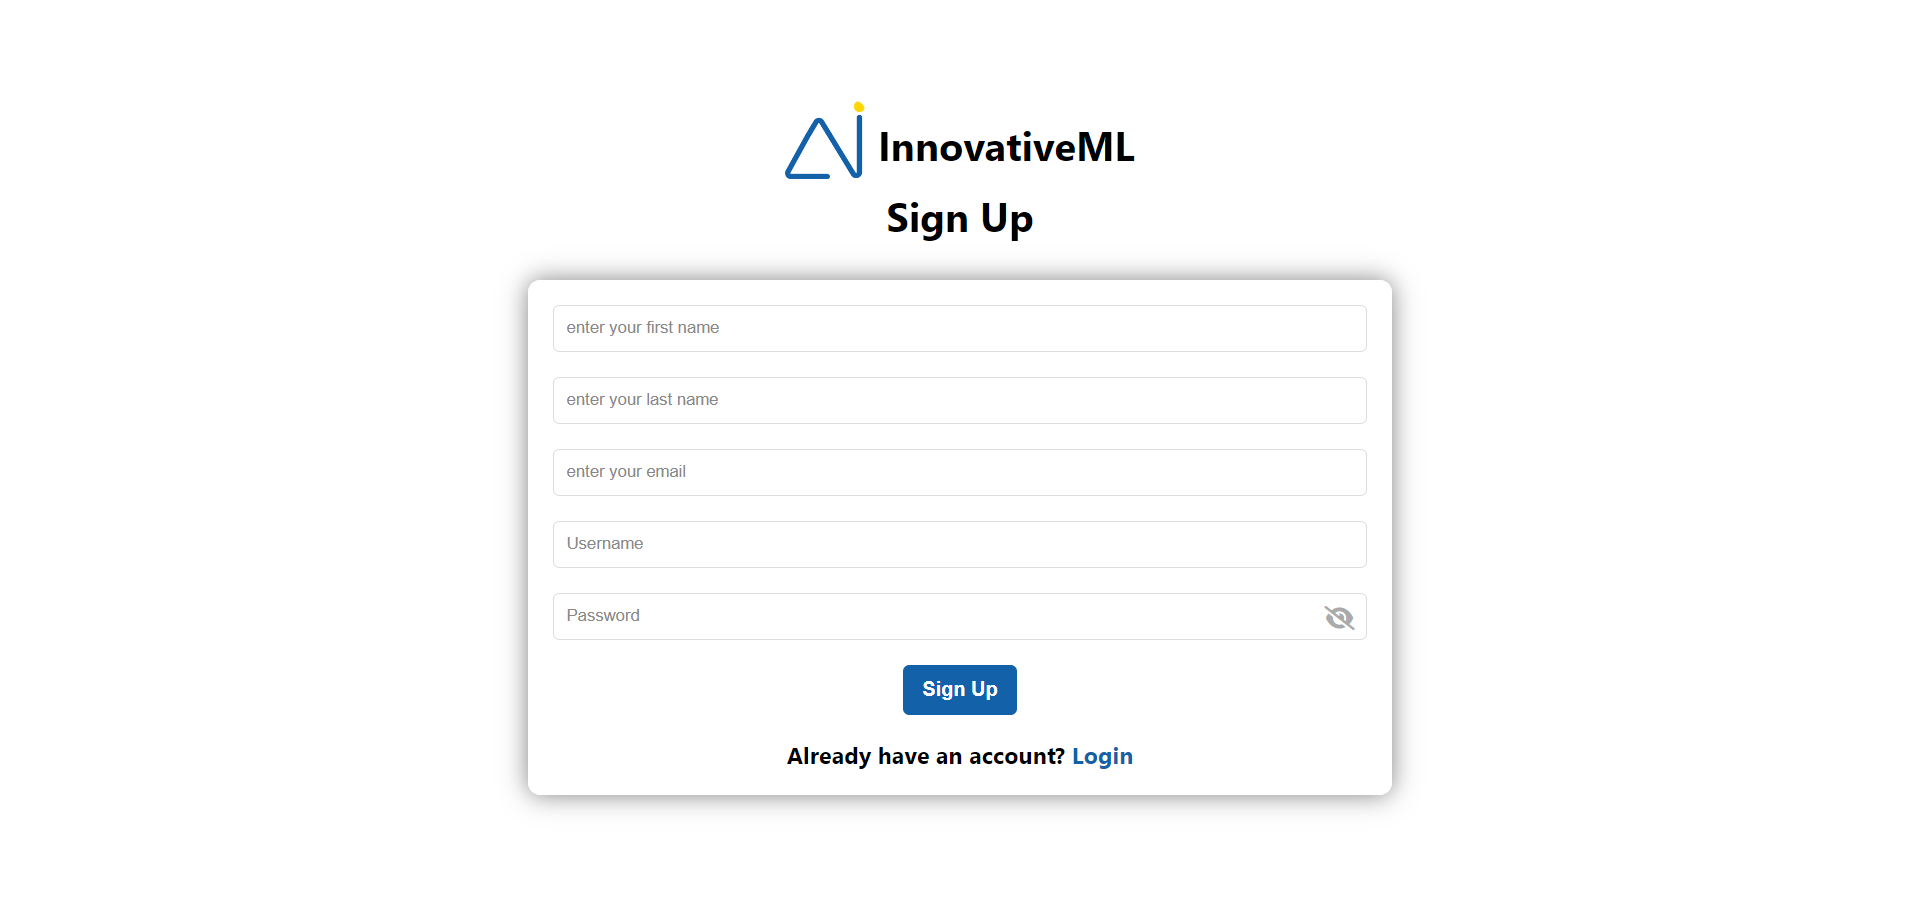 InnovativeML
Sign Up
enter your first name
enter your last name
enter your email
Username
Password
Sign Up
Already have an account? Login